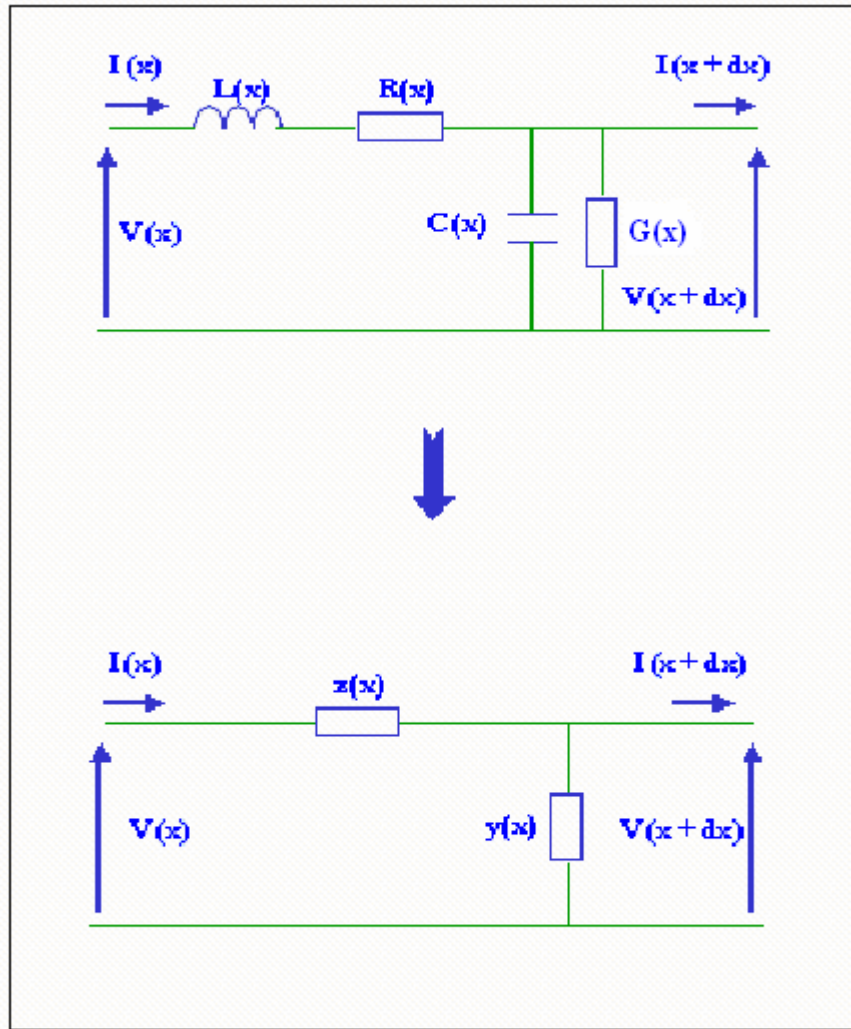 I(x)
I(x + dx)
L(x)
R(x)
V(x)
C(x)
G(x)
V(x + dx)
I(x)
I(x + dx)
z(x)
V(x)
y(x)
V(x + dx)